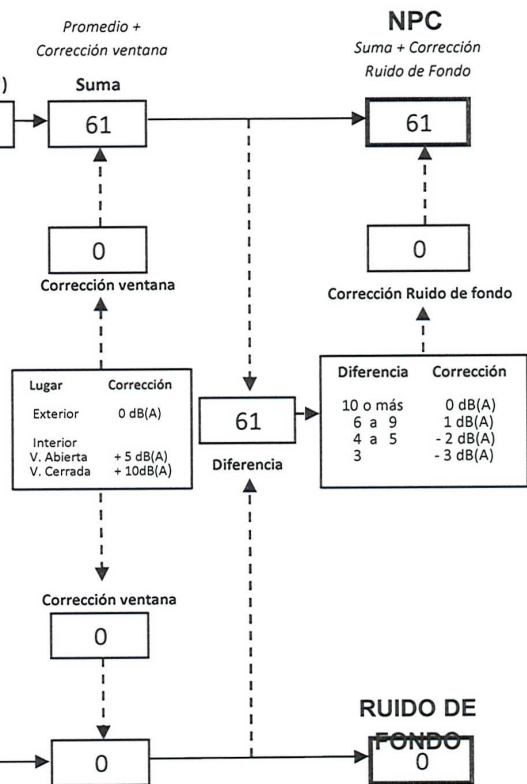 Promedio +
Corrección ventana
)
Suma
61
NPC
Suma + Corrección
Ruido de Fondo
61
0
Corrección ventana
0
Corrección Ruido de fondo
Lugar Corrección
Exterior 0 dB(A)
Interior
V. Abierta + 5 dB(A)
V. Cerrada + 10dB(A)
61
Diferencia
Diferencia Corrección
10 o más 0 dB(A)
6 a 9 1 dB(A)
4 a 5 - 2 dB(A)
3 - 3 dB(A)
Corrección ventana
0
0
RUIDO DE
FONDO
0